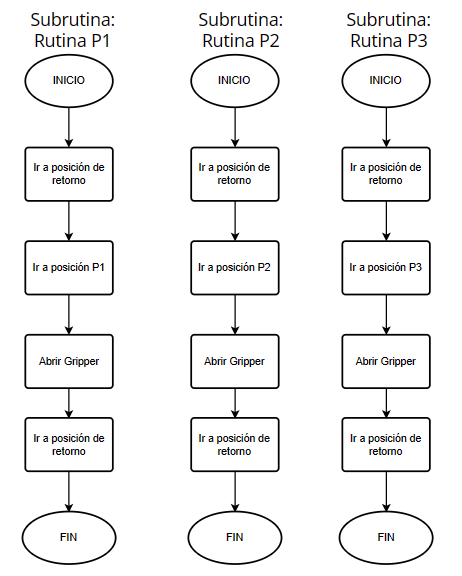 Subrutina:
Rutina P1
INICIO
Ir a posición de
retorno
Ir a posición P1
Abrir Gripper
Ir a posición de
retorno
FIN
Subrutina:
Rutina P2
INICIO
Ir a posición de
retorno
Ir a posición P2
Abrir Gripper
Ir a posición de
retorno
FIN
Subrutina:
Rutina P3
INICIO
Ir a posición de
retorno
Ir a posición P3
Abrir Gripper
Ir a posición de
retorno
FIN